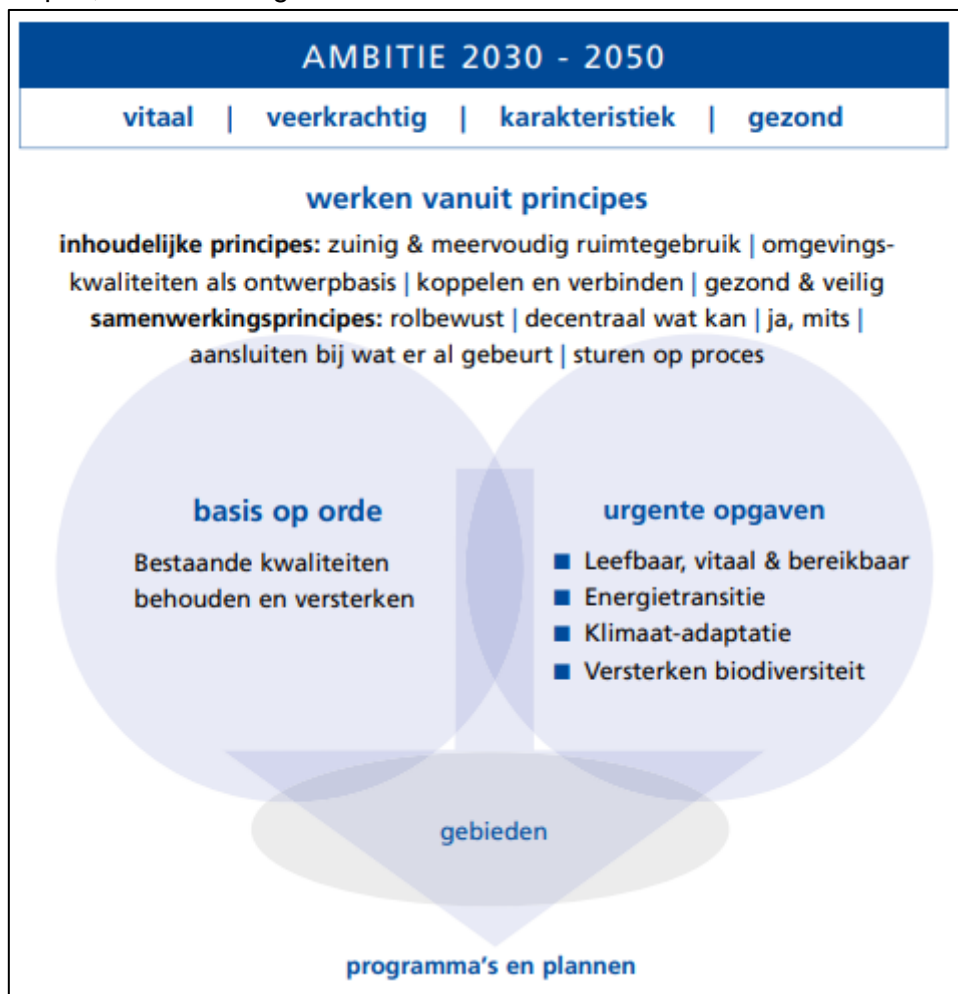 AMBITIE 2030 - 2050
vitaal | veerkrachtig | karakteristiek | gezond
werken vanuit principes
inhoudelijke principes: zuinig & meervoudig ruimtegebruik | omgevings-
kwaliteiten als ontwerpbasis | koppelen en verbinden | gezond & veilig
samenwerkingsprincipes: rolbewust | decentraal wat kan | ja, mits |
aansluiten bij wat er al gebeurt | sturen op proces
basis op orde
Bestaande kwaliteiten
behouden en versterken
urgente opgaven
■ Leefbaar, vitaal & bereikbaar
■ Energietransitie
■ Klimaat-adaptatie
■ Versterken biodiversiteit
gebieden
programma's en plannen